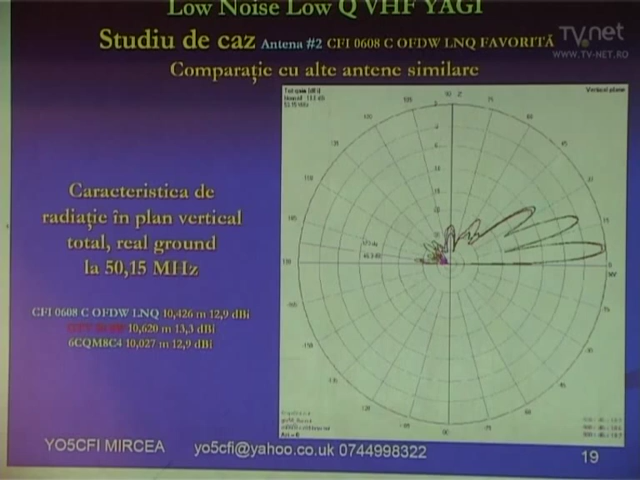 Low Noise Low Q VHF YAGI
Studiu de caz Antena #2 CFI 0608 C OFDW LNQ FAVORITĂ
Comparație cu alte antene similare
tv.net
WWW.TV-NET.RO
Vertical plane
Caracteristica de
radiație în plan vertical
total, real ground
la 50,15 MHz
CFI 0608 C OFDW LNQ 10,426 m 12,9 dBi
10,620 m 13,3 dBi
6CQM8C4 10,027 m 12,9 dBi
YO5CFI MIRCEA yo5cfi@yahoo.co.uk 0744998322
19